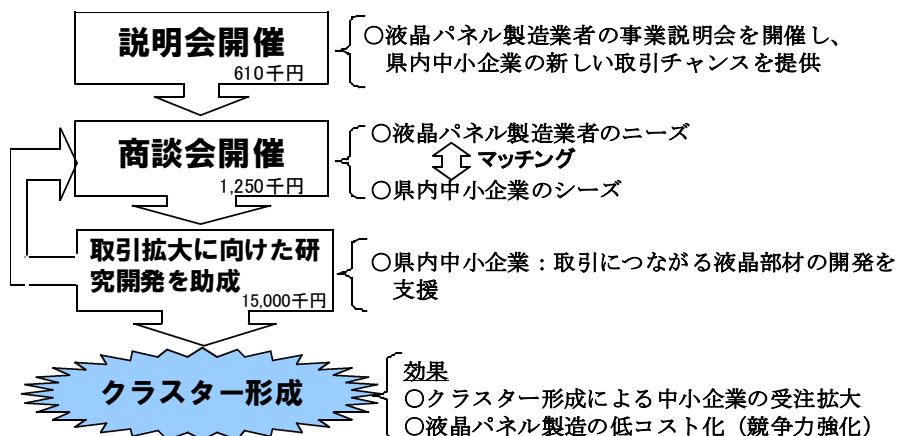 説明会開催
610千円
○液晶パネル製造業者の事業説明会を開催し、
県内中小企業の新しい取引チャンスを提供
商談会開催
1,250千円
○液晶パネル製造業者のニーズ
マッチング
○県内中小企業のシーズ
取引拡大に向けた研
究開発を助成
15,000千円
○県内中小企業：取引につながる液晶部材の開発を
支援
クラスター形成
効果
○クラスター形成による中小企業の受注拡大
○液晶パネル製造の低コスト化（競争力強化）